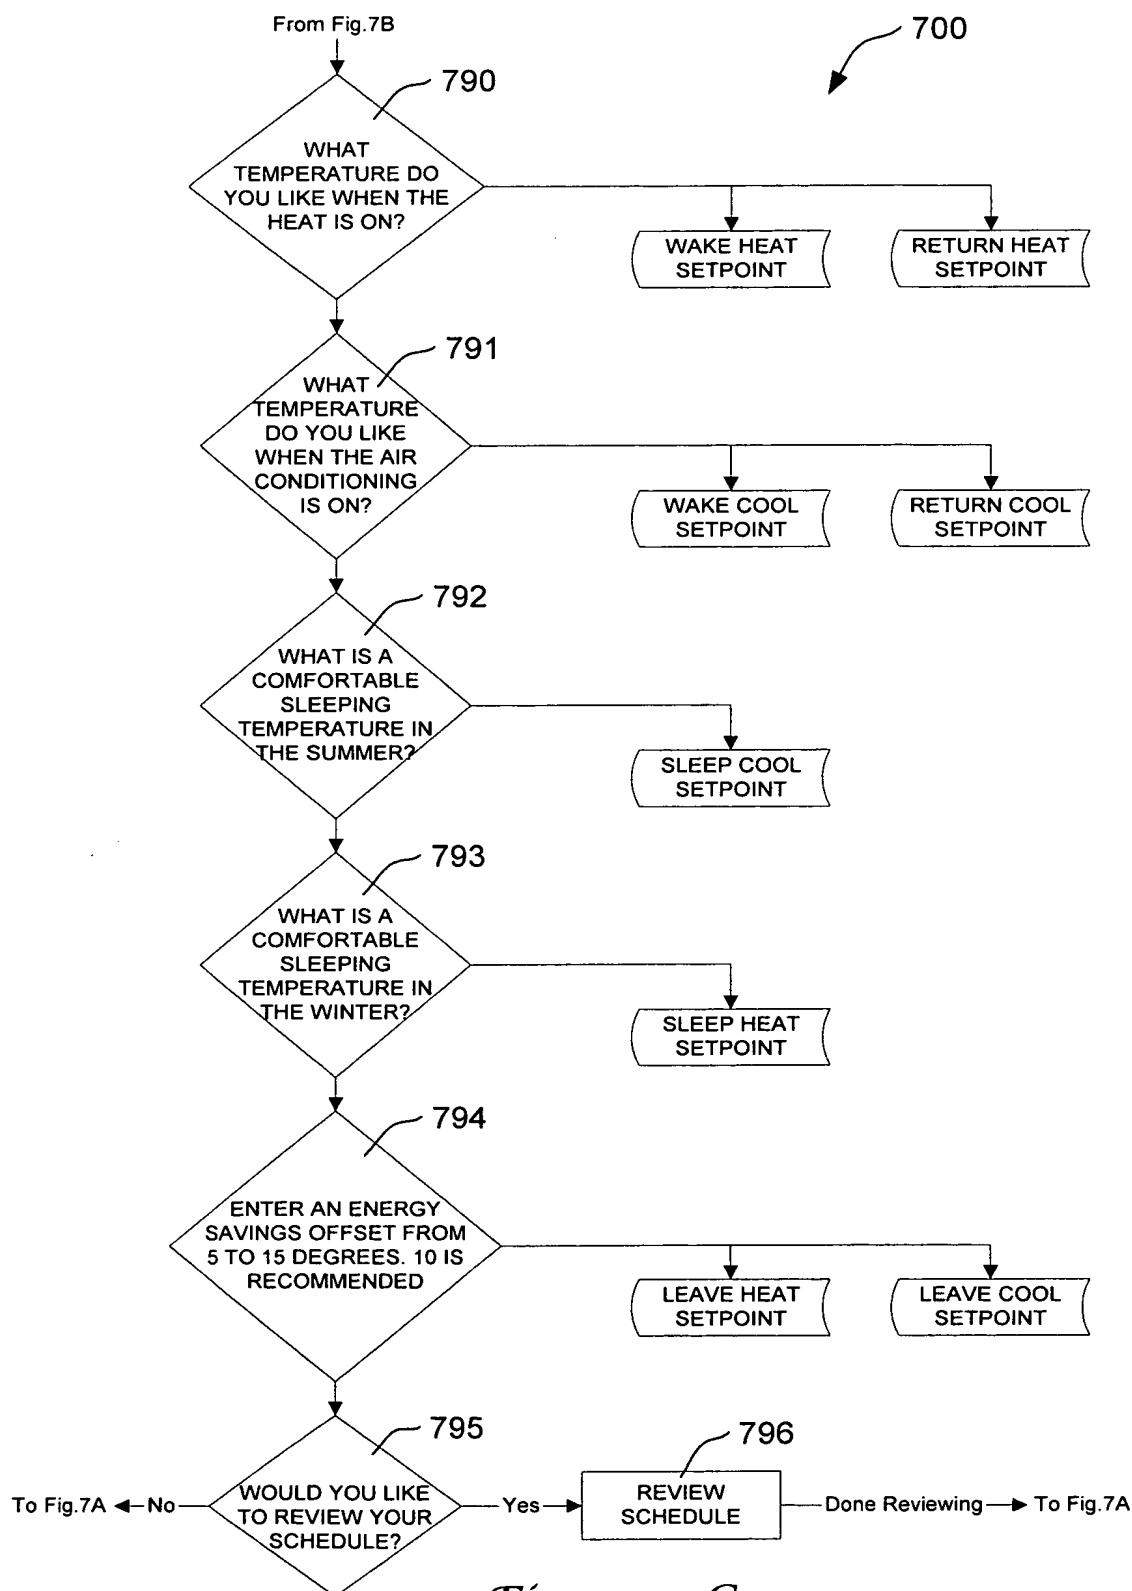 From Fig.7B
700
790
WHAT
TEMPERATURE DO
YOU LIKE WHEN THE
HEAT IS ON?
WAKE HEAT
SETPOINT
RETURN HEAT
SETPOINT
791
WHAT
TEMPERATURE
DO YOU LIKE
WHEN THE AIR
CONDITIONING
IS ON?
WAKE COOL
SETPOINT
RETURN COOL
SETPOINT
792
WHAT IS A
COMFORTABLE
SLEEPING
TEMPERATURE IN
THE SUMMER?
SLEEP COOL
SETPOINT
793
WHAT IS A
COMFORTABLE
SLEEPING
TEMPERATURE IN
THE WINTER?
SLEEP HEAT
SETPOINT
794
ENTER AN ENERGY
SAVINGS OFFSET FROM
5 TO 15 DEGREES. 10 IS
RECOMMENDED
LEAVE HEAT
SETPOINT
LEAVE COOL
SETPOINT
795
796
To Fig.7A
No
WOULD YOU LIKE
TO REVIEW YOUR
SCHEDULE?
Yes
REVIEW
SCHEDULE
Done Reviewing
To Fig.7A